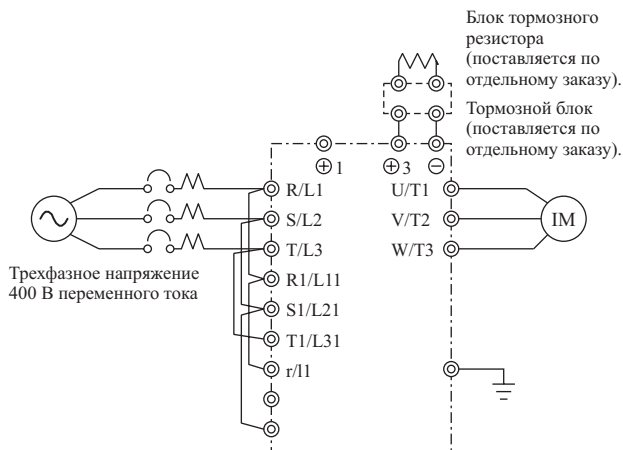 Блок тормозного
резистора
(поставляется по
отдельному заказу).
Тормозной блок
(поставляется по
отдельному заказу).
⊕1
⊕3
⊖
R/L1
U/T1
S/L2
V/T2
IM
T/L3
W/T3
Трехфазное напряжение
400 В переменного тока
R1/L11
S1/L21
T1/L31
r/l1